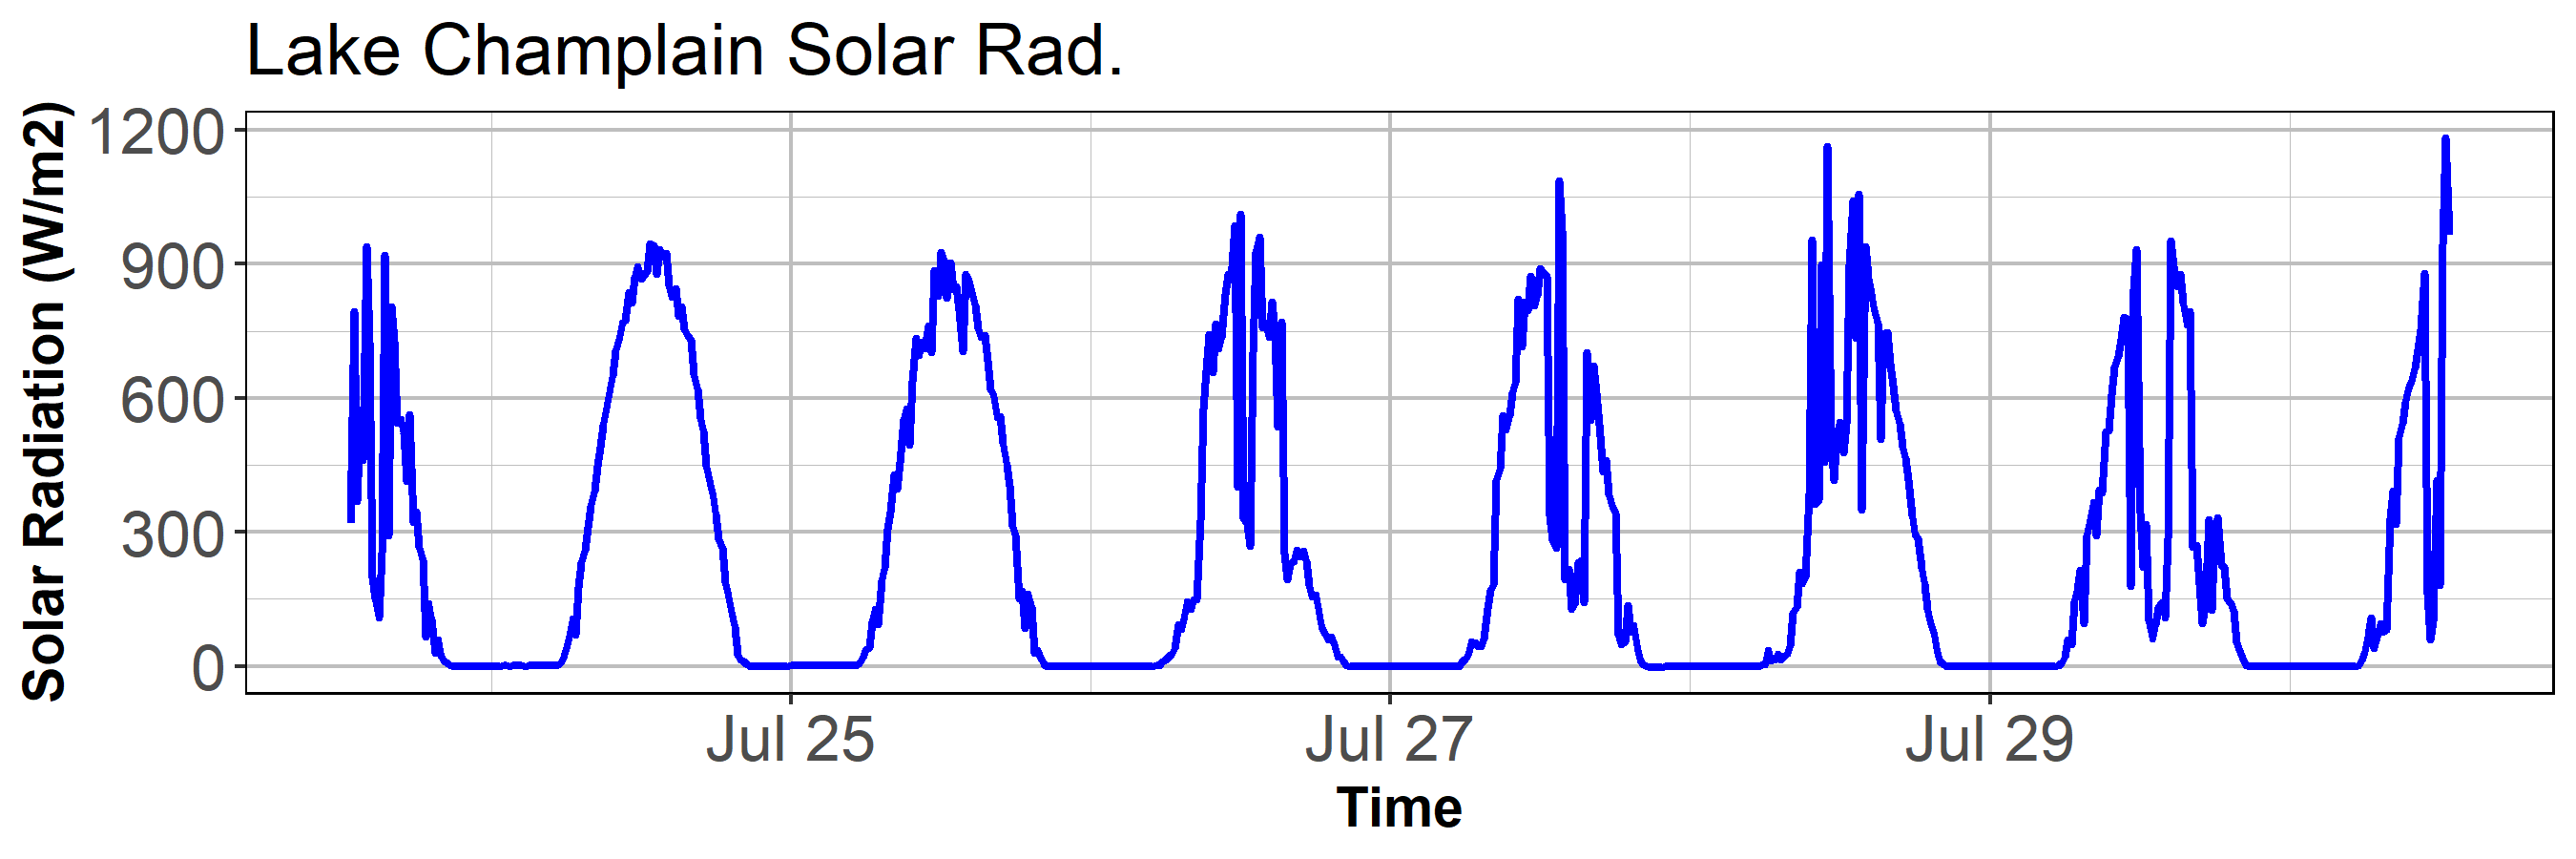 Lake Champlain Solar Rad.
Solar Radiation (W/m2)
1200
900
600
300
0
Jul 25
Jul 27
Jul 29
Time